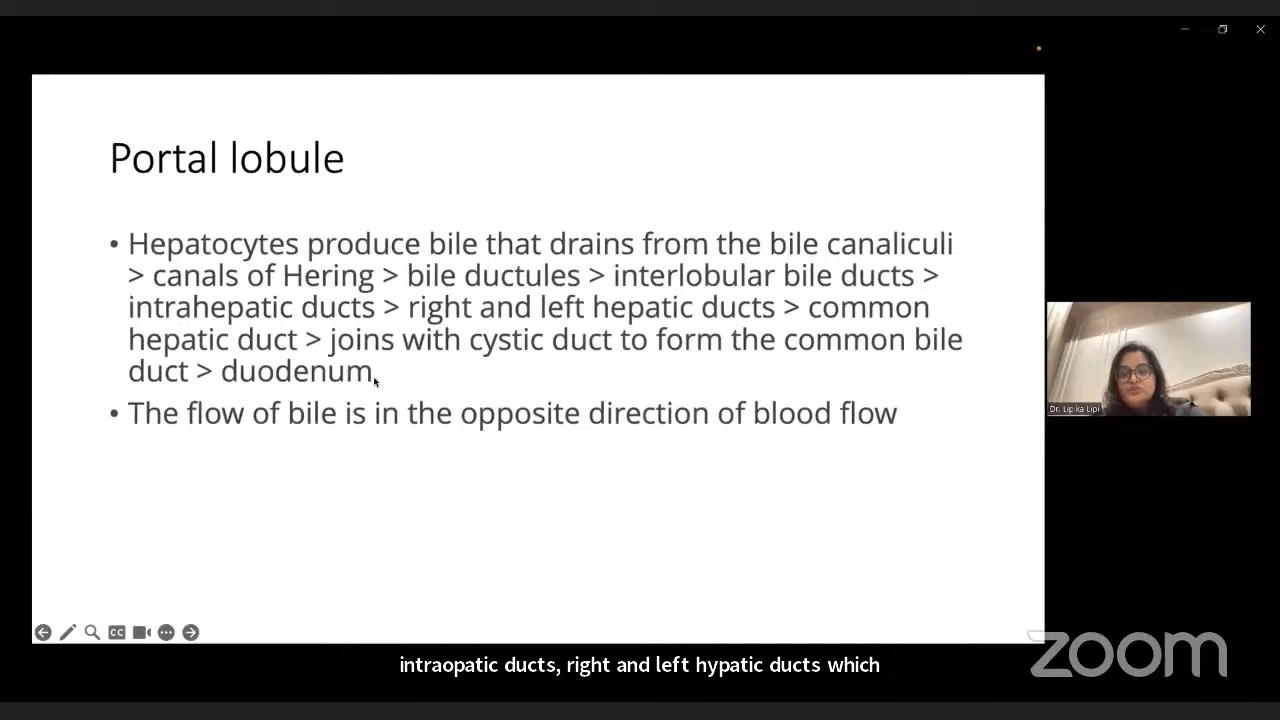 Portal lobule
• Hepatocytes produce bile that drains from the bile canaliculi
> canals of Hering > bile ductules > interlobular bile ducts >
intrahepatic ducts > right and left hepatic ducts > common
hepatic duct > joins with cystic duct to form the common bile
duct > duodenum.
• The flow of bile is in the opposite direction of blood flow
Dr. Lipika Lipi
CC
intraopatic ducts, right and left hypatic ducts which
zoom